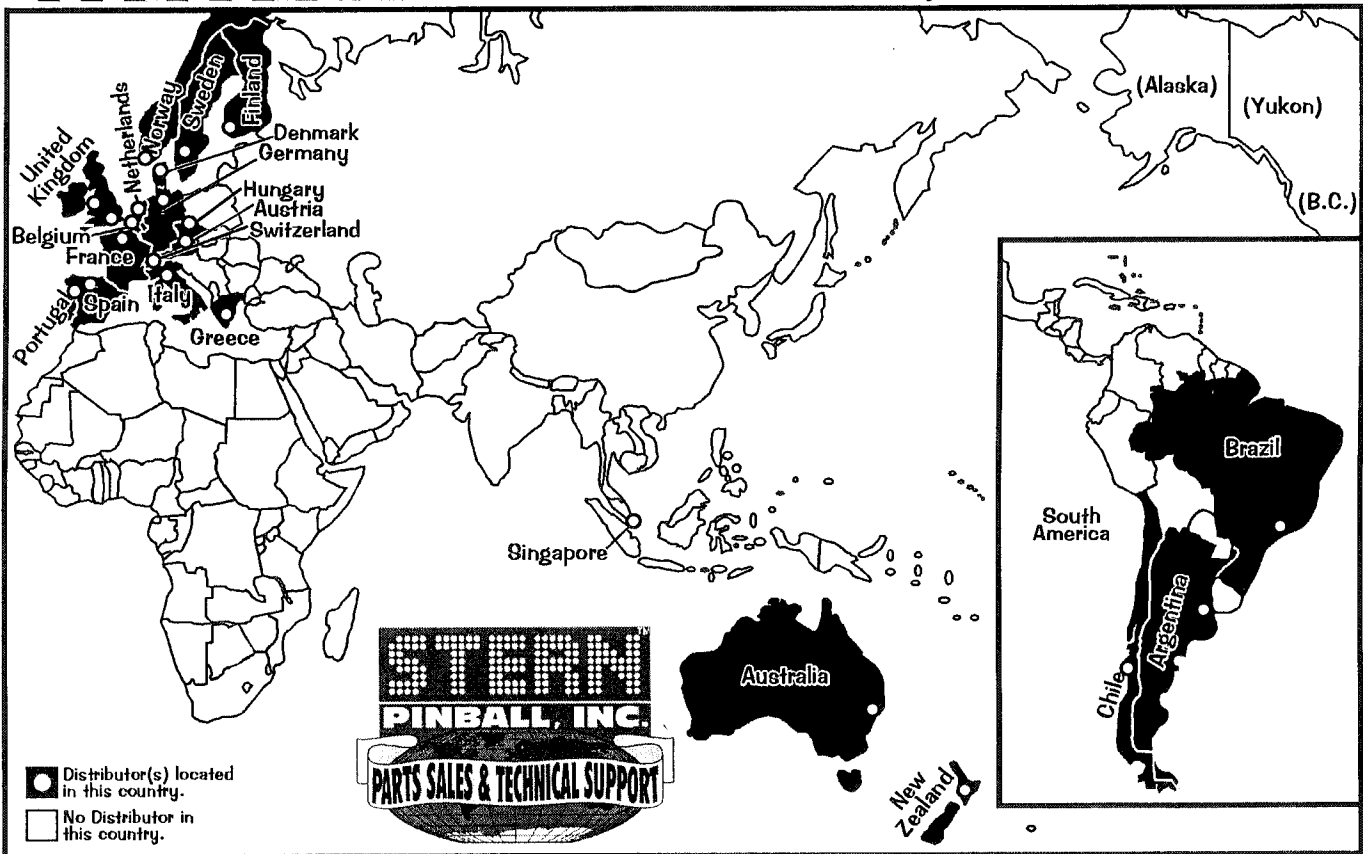 (Alaska)
(Yukon)
(B.C.)
Norway
Sweden
Finland
Netherlands
United
Kingdom
Denmark
Germany
Hungary
Austria
Switzerland
Belgium
France
Portugal
Spain
Italy
Greece
Singapore
Australia
New
Zealand
South
America
Brazil
Argentina
Chile
STERN™
PINBALL, INC.
PARTS SALES & TECHNICAL SUPPORT
Distributor(s) located
in this country.
No Distributor in
this country.